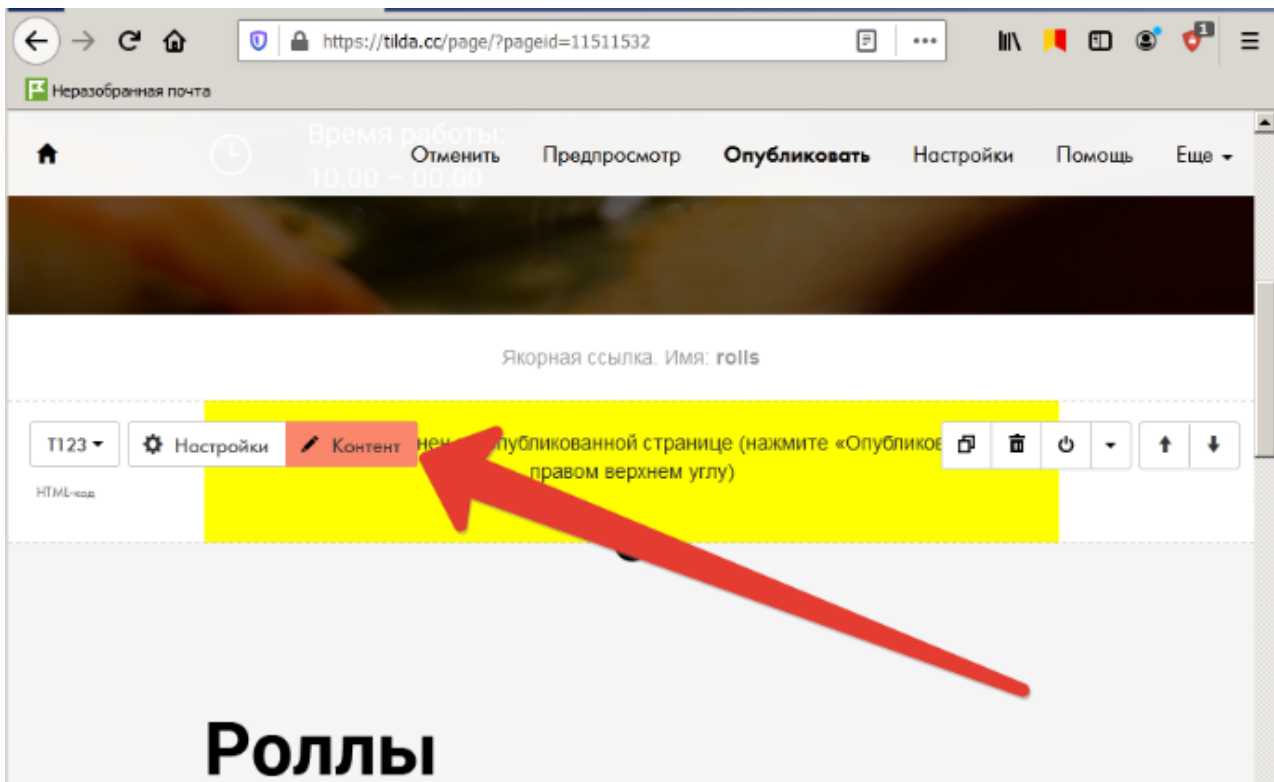 https://tilda.cc/page/?pageid=11511532
1
Неразобранная почта
Время работы:
10.00 – 00.00
Отменить Предпросмотр Опубликовать Настройки Помощь Еще
Якорная ссылка. Имя: rolls
T123 Настройки Контент
публикованной странице (нажмите «Опубликов
правом верхнем углу)
HTML-код
Роллы